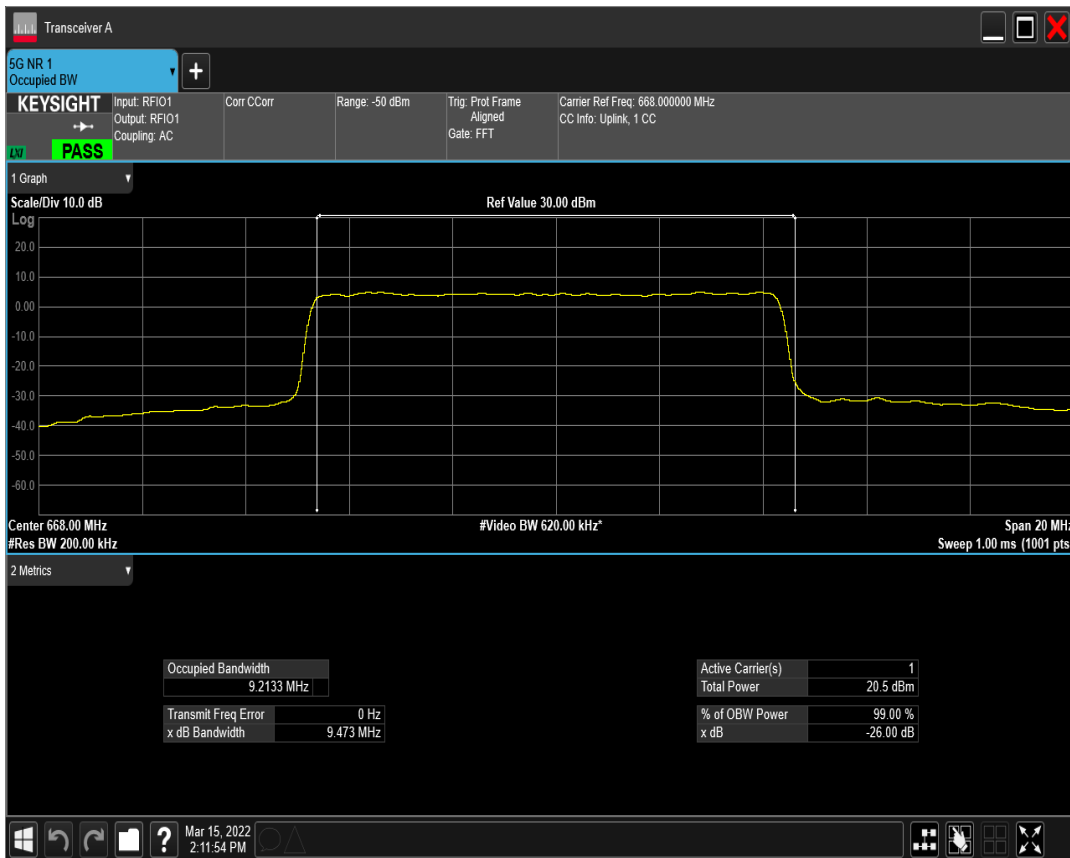 Transceiver A
5G NR 1
Occupied BW
KEYSIGHT
LXI
PASS
Input: RFIO1
Output: RFIO1
Coupling: AC
Corr CCorr
Range: -50 dBm
Trig: Prot Frame
Aligned
Gate: FFT
Carrier Ref Freq: 668.000000 MHz
CC Info: Uplink, 1 CC
1 Graph
Scale/Div 10.0 dB
Ref Value 30.00 dBm
Log
20.0
10.0
0.00
-10.0
-20.0
-30.0
-40.0
-50.0
-60.0
Center 668.00 MHz
#Video BW 620.00 kHz*
Span 20 MHz
#Res BW 200.00 kHz
Sweep 1.00 ms (1001 pts
2 Metrics
Occupied Bandwidth
9.2133 MHz
Transmit Freq Error 0 Hz
x dB Bandwidth 9.473 MHz
Active Carrier(s) 1
Total Power 20.5 dBm
% of OBW Power 99.00 %
x dB -26.00 dB
?
Mar 15, 2022
2:11:54 PM